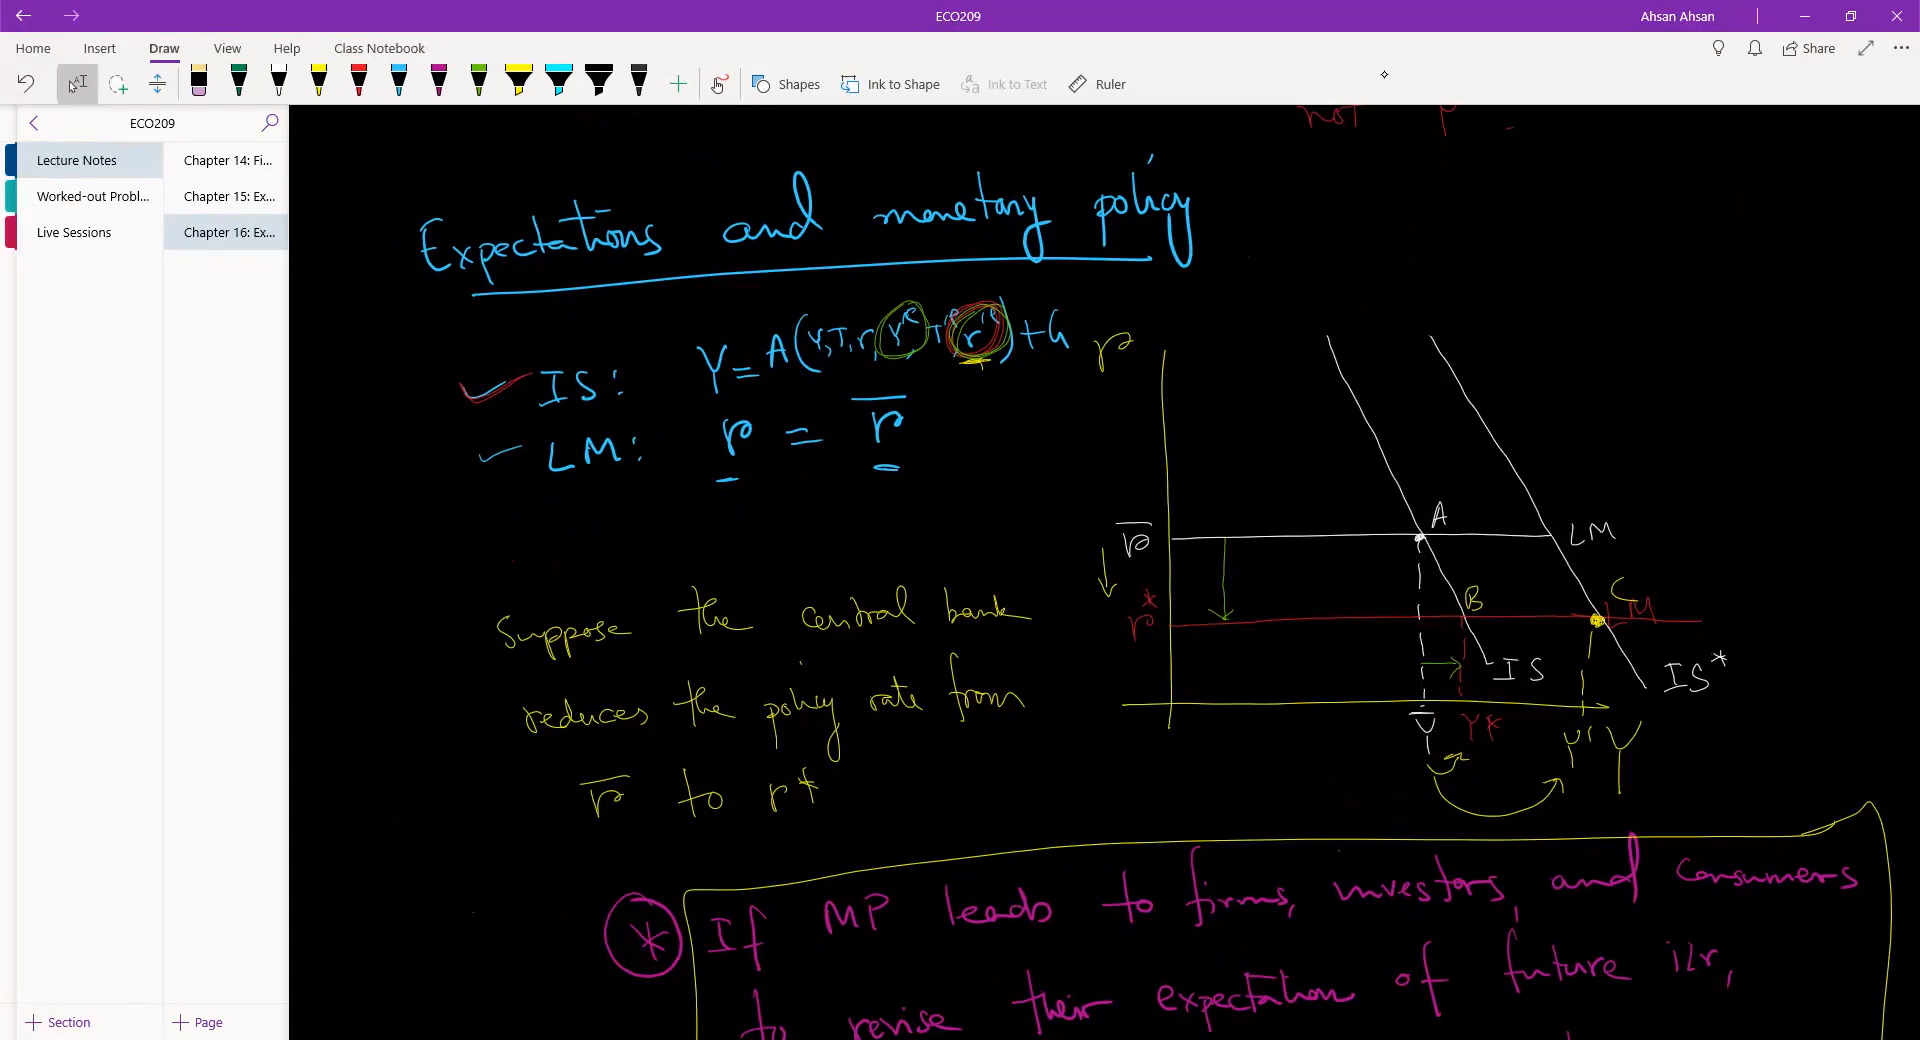 ECO209
Ahsan Ahsan
Home Insert Draw View Help Class Notebook
Share
Shapes
Ink to Shape
Ink to Text
Ruler
ECO209
Lecture Notes
Worked-out Probl...
Live Sessions
Chapter 14: Fi...
Chapter 15: Ex...
Chapter 16: Ex...
not
Expectations and monetary policy
IS: Y = A(Y, T, r, Y'e, T'e, r'e) + G
LM: r = r̅
Suppose the central bank
reduces the policy rate from
r̅ to r*
r
r̅
r*
A
LM
B
C
LM
IS
IS*
Y̅
Y*
Y'
Y
* If MP leads to firms, investors, and consumers
to revise their expectation of future i&r,
Section
Page